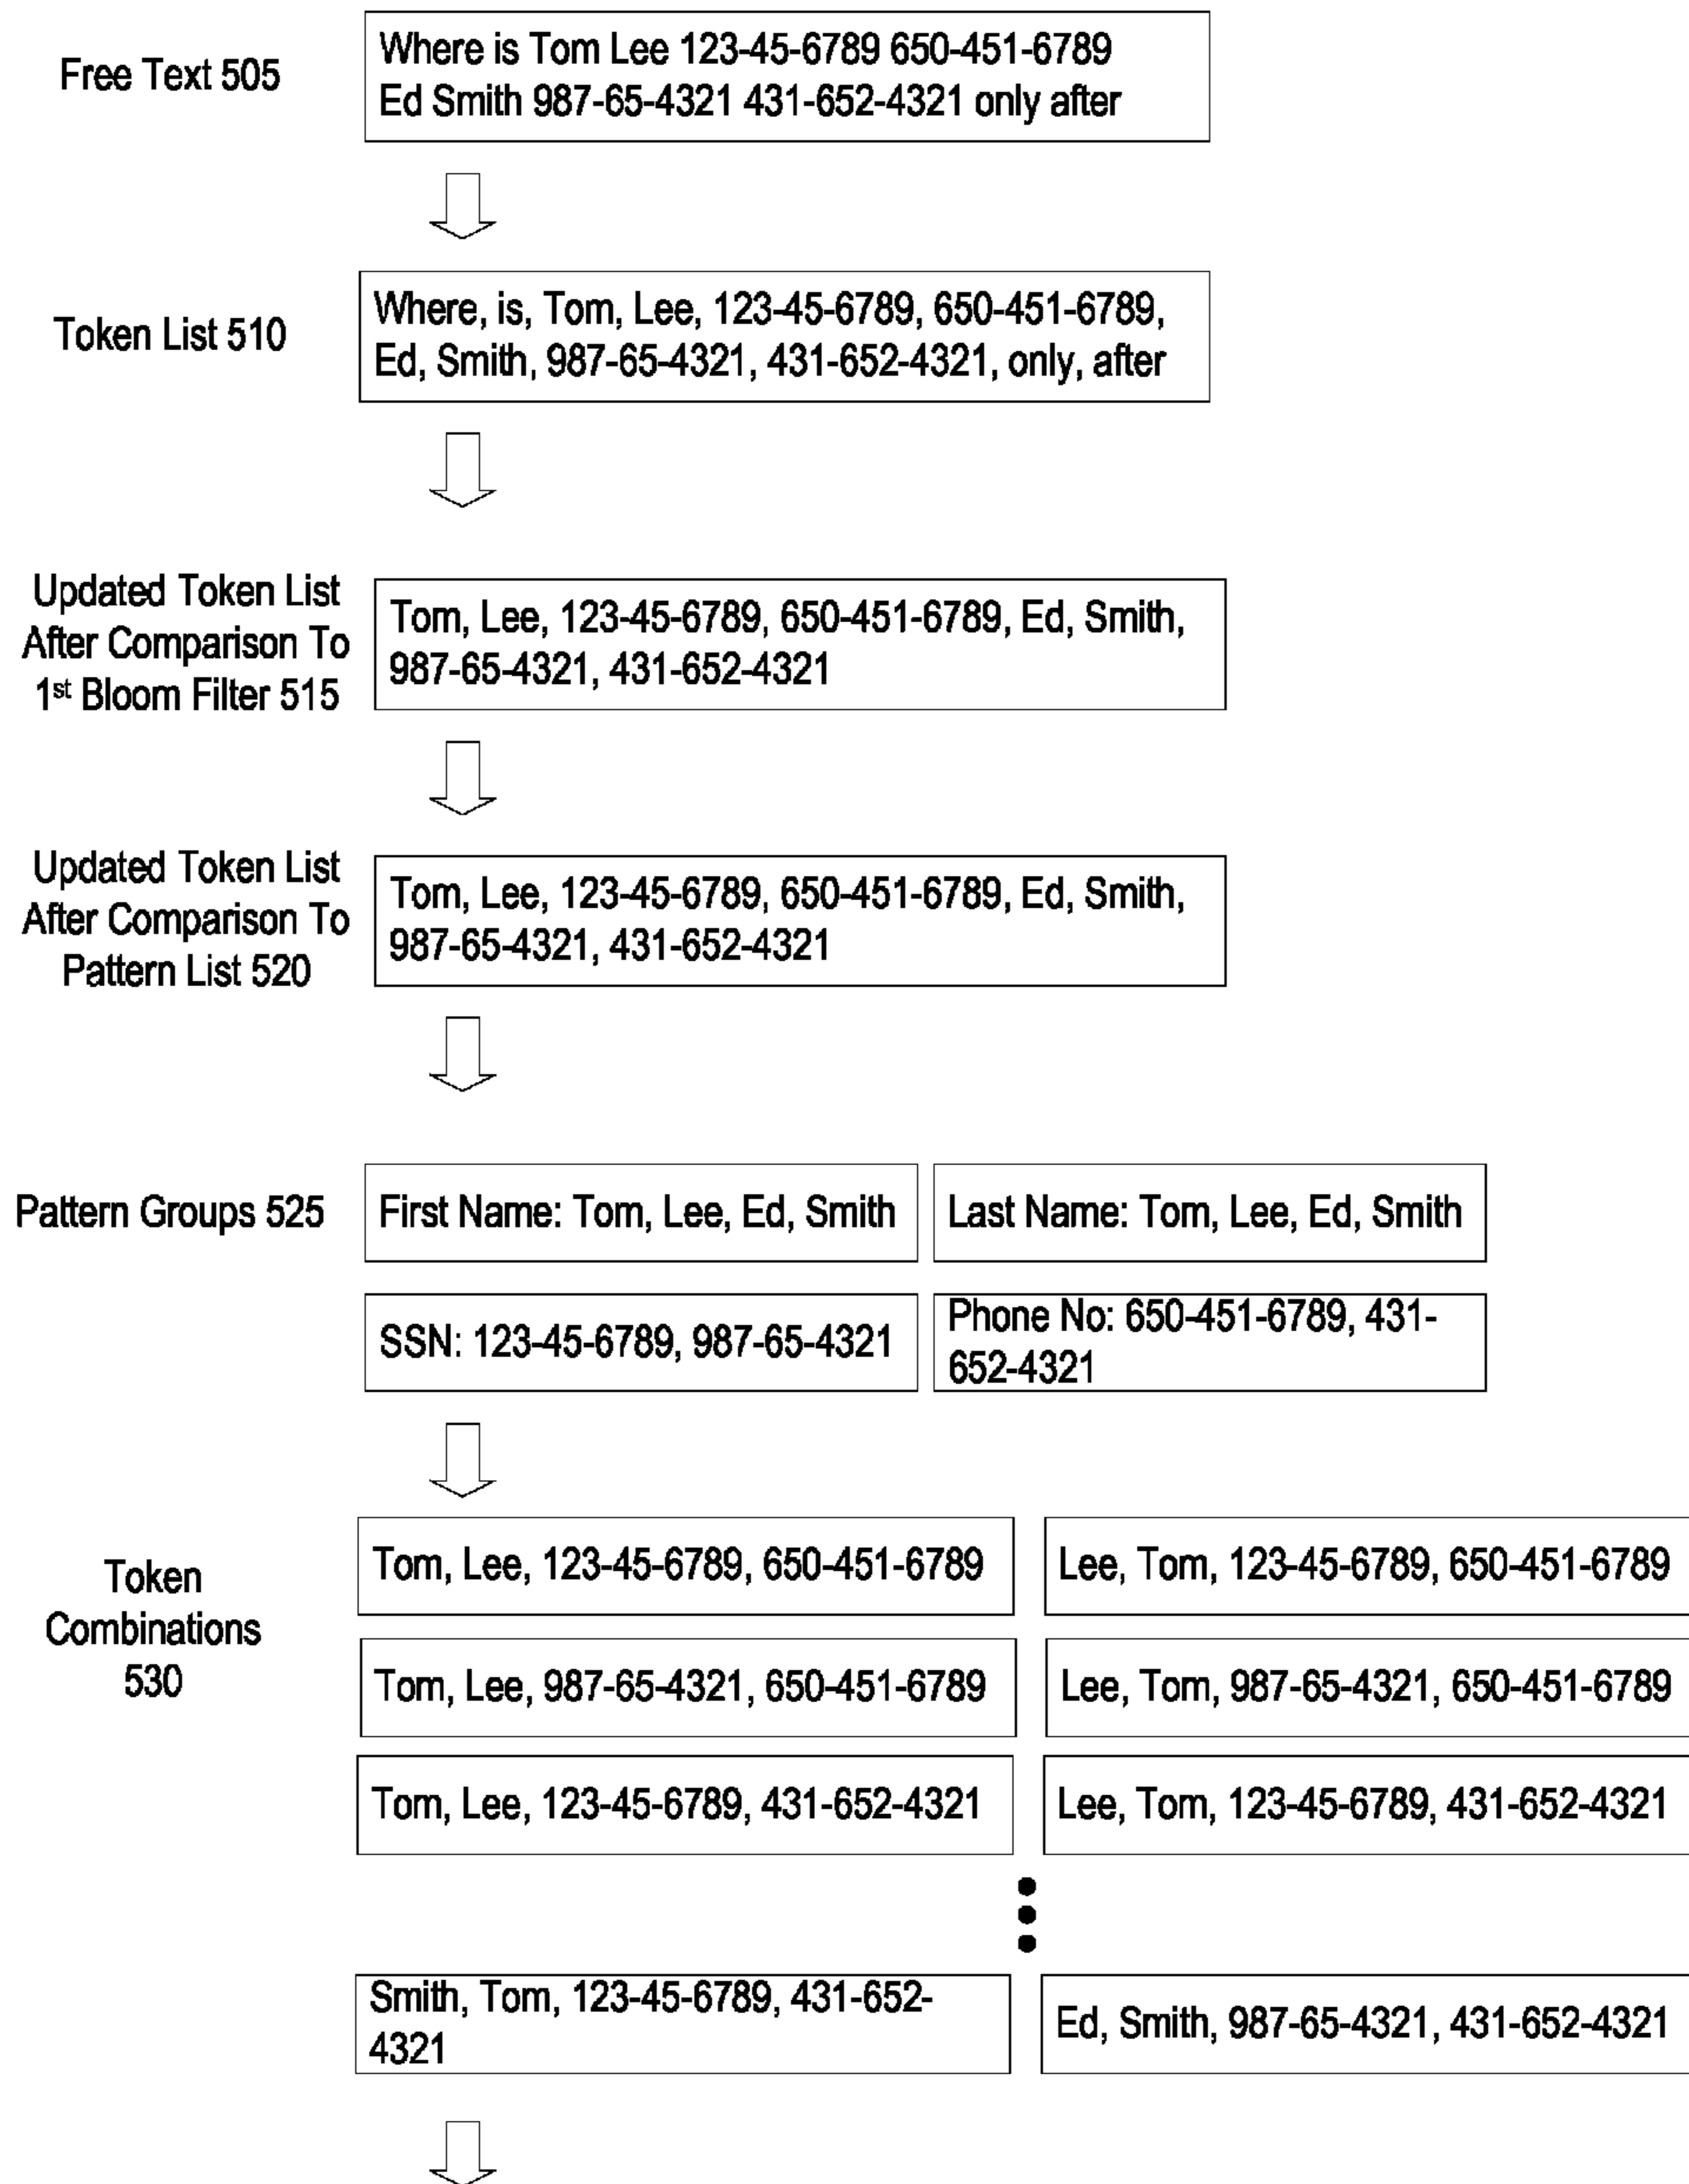 Free Text 505
Where is Tom Lee 123-45-6789 650-451-6789
Ed Smith 987-65-4321 431-652-4321 only after
Token List 510
Where, is, Tom, Lee, 123-45-6789, 650-451-6789,
Ed, Smith, 987-65-4321, 431-652-4321, only, after
Updated Token List
After Comparison To
1st Bloom Filter 515
Tom, Lee, 123-45-6789, 650-451-6789, Ed, Smith,
987-65-4321, 431-652-4321
Updated Token List
After Comparison To
Pattern List 520
Tom, Lee, 123-45-6789, 650-451-6789, Ed, Smith,
987-65-4321, 431-652-4321
Pattern Groups 525
First Name: Tom, Lee, Ed, Smith
Last Name: Tom, Lee, Ed, Smith
SSN: 123-45-6789, 987-65-4321
Phone No: 650-451-6789, 431-
652-4321
Token
Combinations
530
Tom, Lee, 123-45-6789, 650-451-6789
Lee, Tom, 123-45-6789, 650-451-6789
Tom, Lee, 987-65-4321, 650-451-6789
Lee, Tom, 987-65-4321, 650-451-6789
Tom, Lee, 123-45-6789, 431-652-4321
Lee, Tom, 123-45-6789, 431-652-4321
Smith, Tom, 123-45-6789, 431-652-
4321
Ed, Smith, 987-65-4321, 431-652-4321